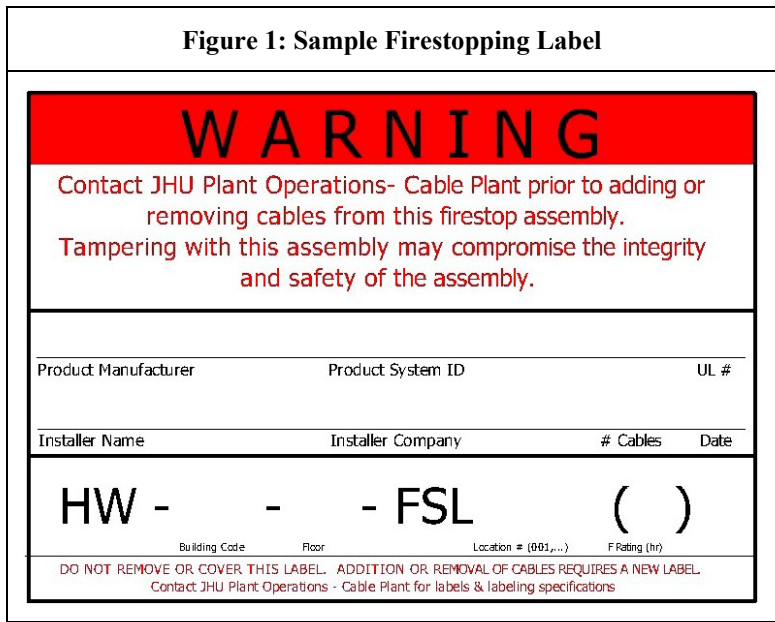 Figure 1: Sample Firestopping Label
WARNING
Contact JHU Plant Operations- Cable Plant prior to adding or
removing cables from this firestop assembly.
Tampering with this assembly may compromise the integrity
and safety of the assembly.
Product Manufacturer Product System ID UL #
Installer Name Installer Company # Cables Date
HW - - - FSL ( )
Building Code Floor Location # (001,...) F Rating (hr)
DO NOT REMOVE OR COVER THIS LABEL. ADDITION OR REMOVAL OF CABLES REQUIRES A NEW LABEL.
Contact JHU Plant Operations - Cable Plant for labels & labeling specifications